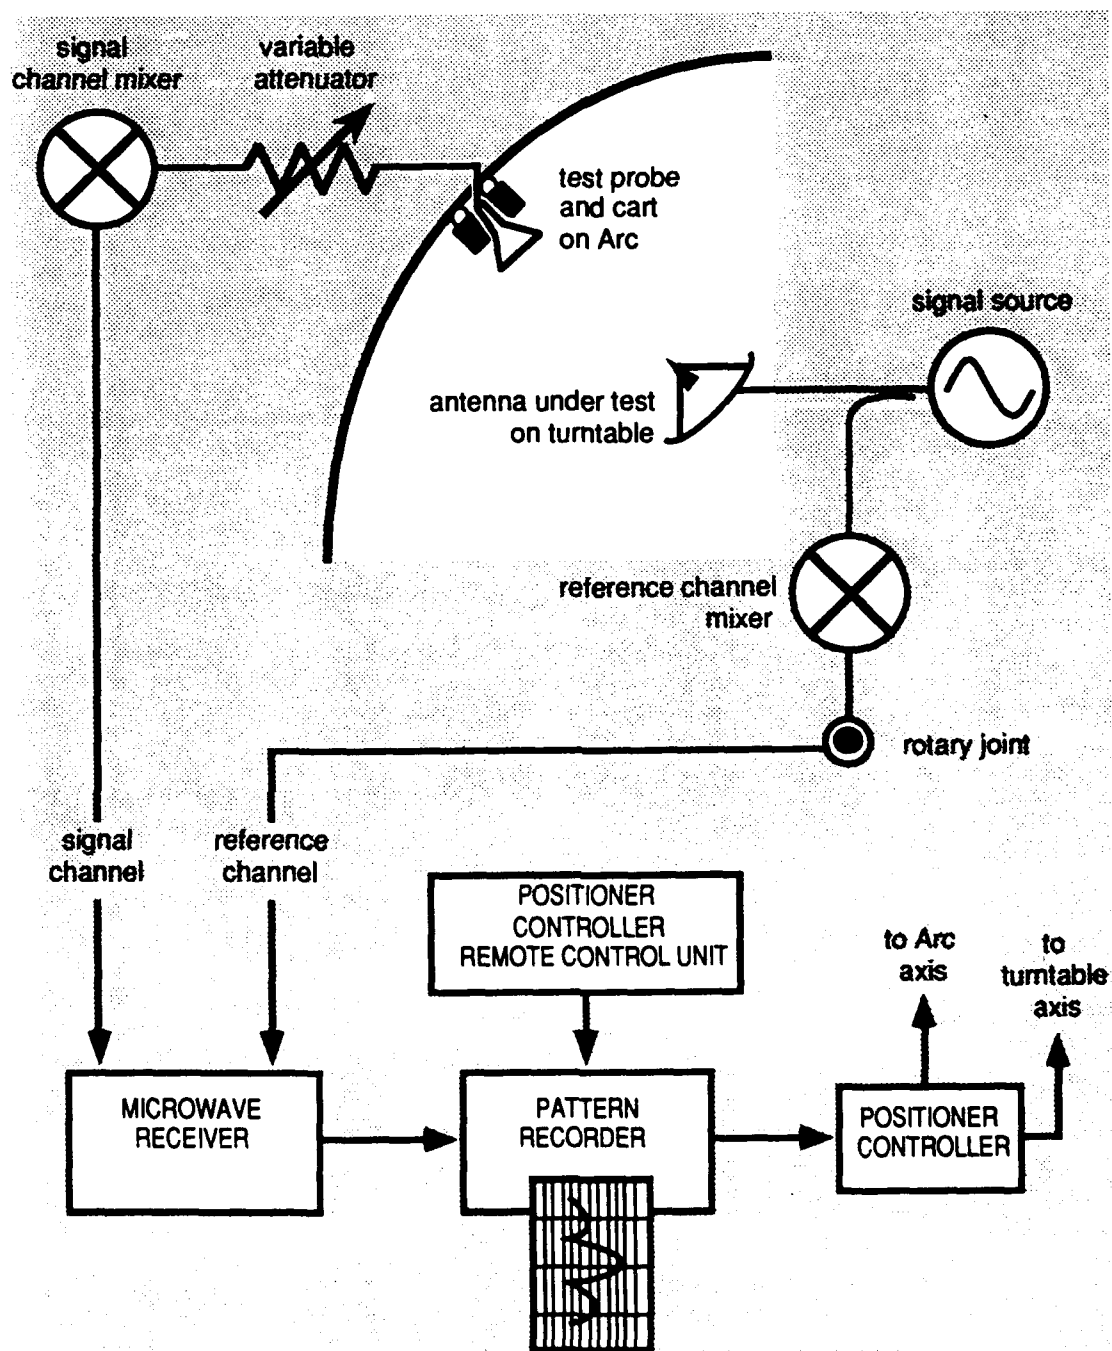 signal
channel mixer
variable
attenuator
test probe
and cart
on Arc
signal source
antenna under test
on turntable
reference channel
mixer
rotary joint
signal
channel
reference
channel
POSITIONER
CONTROLLER
REMOTE CONTROL UNIT
to Arc
axis
to
turntable
axis
MICROWAVE
RECEIVER
PATTERN
RECORDER
POSITIONER
CONTROLLER